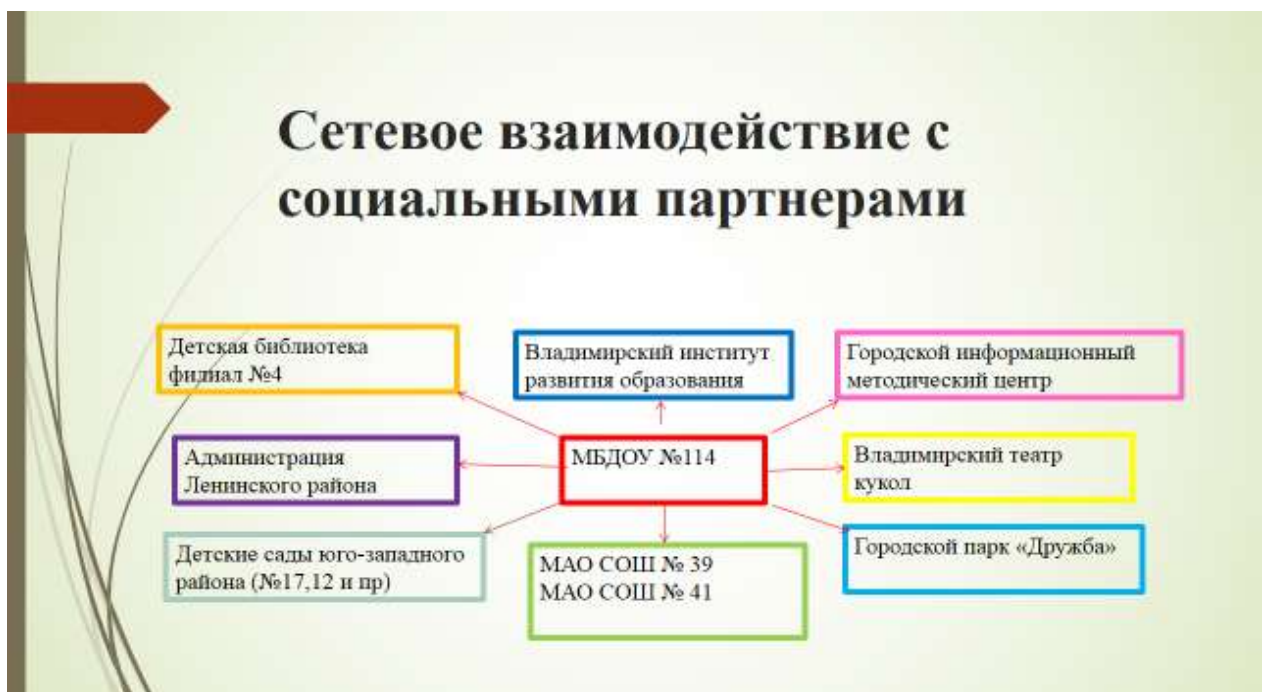 Сетевое взаимодействие с
социальными партнерами
Детская библиотека
филиал №4
Владимирский институт
развития образования
Городской информационный
методический центр
Администрация
Ленинского района
МБДОУ №114
Владимирский театр
кукол
Детские сады юго-западного
района (№17,12 и пр)
МАО СОШ № 39
МАО СОШ № 41
Городской парк «Дружба»